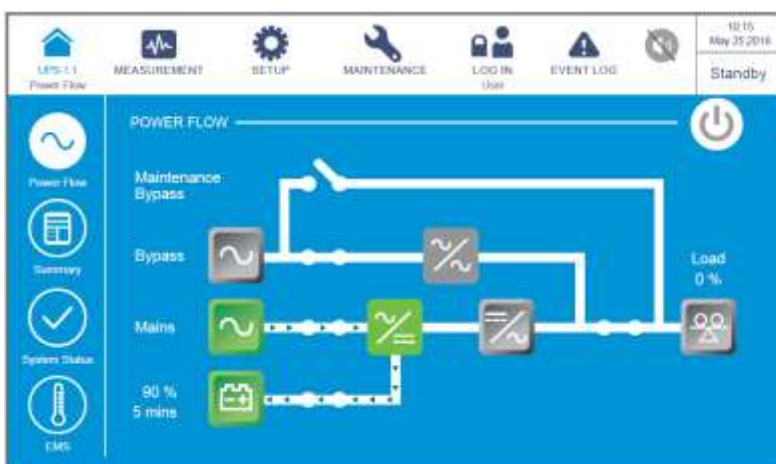 UPS-1.1
Power Flow
MEASUREMENT
SETUP
MAINTENANCE
LOG IN
User
EVENT LOG
10:15
May 25,2016
Standby
Power Flow
POWER FLOW
Maintenance
Bypass
Summary
Bypass
Load
0 %
System Status
Mains
90 %
5 mins
EMS